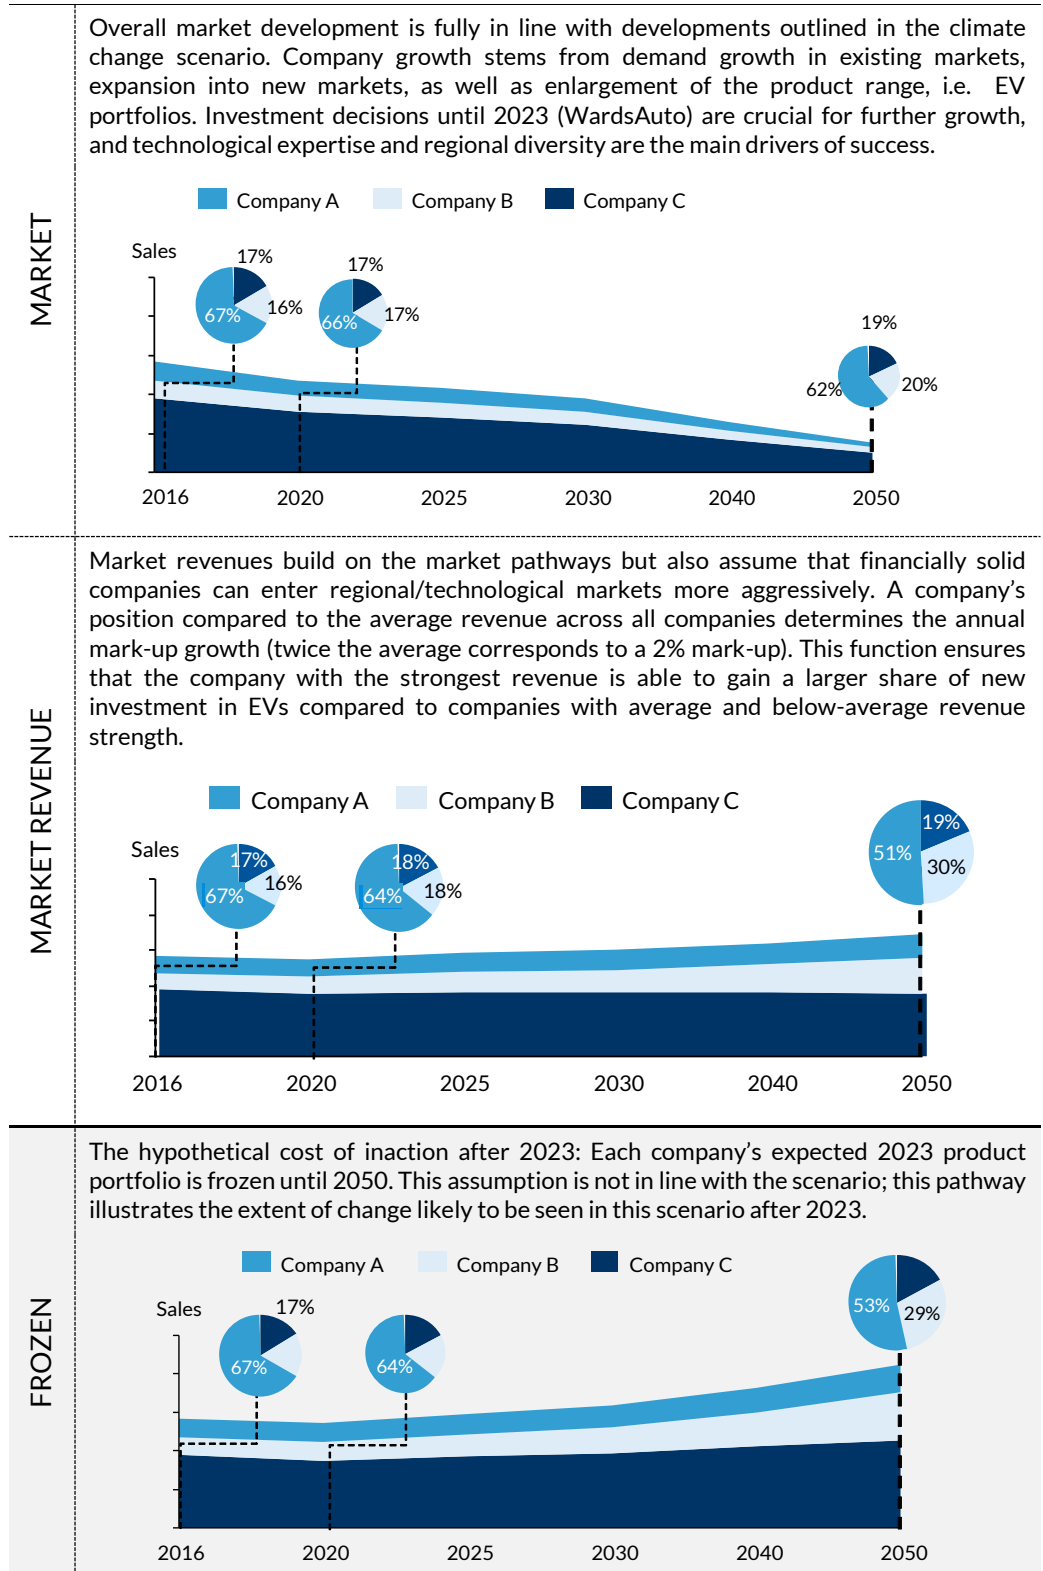 MARKET
Overall market development is fully in line with developments outlined in the climate
change scenario. Company growth stems from demand growth in existing markets,
expansion into new markets, as well as enlargement of the product range, i.e. EV
portfolios. Investment decisions until 2023 (WardsAuto) are crucial for further growth,
and technological expertise and regional diversity are the main drivers of success.
Company A Company B Company C
Sales
17%
16%
67%
17%
17%
66%
19%
20%
62%
2016 2020 2025 2030 2040 2050
MARKET REVENUE
Market revenues build on the market pathways but also assume that financially solid
companies can enter regional/technological markets more aggressively. A company's
position compared to the average revenue across all companies determines the annual
mark-up growth (twice the average corresponds to a 2% mark-up). This function ensures
that the company with the strongest revenue is able to gain a larger share of new
investment in EVs compared to companies with average and below-average revenue
strength.
Company A Company B Company C
Sales
17%
16%
67%
18%
18%
64%
19%
30%
51%
2016 2020 2025 2030 2040 2050
FROZEN
The hypothetical cost of inaction after 2023: Each company's expected 2023 product
portfolio is frozen until 2050. This assumption is not in line with the scenario; this pathway
illustrates the extent of change likely to be seen in this scenario after 2023.
Company A Company B Company C
Sales
17%
67%
64%
53%
29%
2016 2020 2025 2030 2040 2050